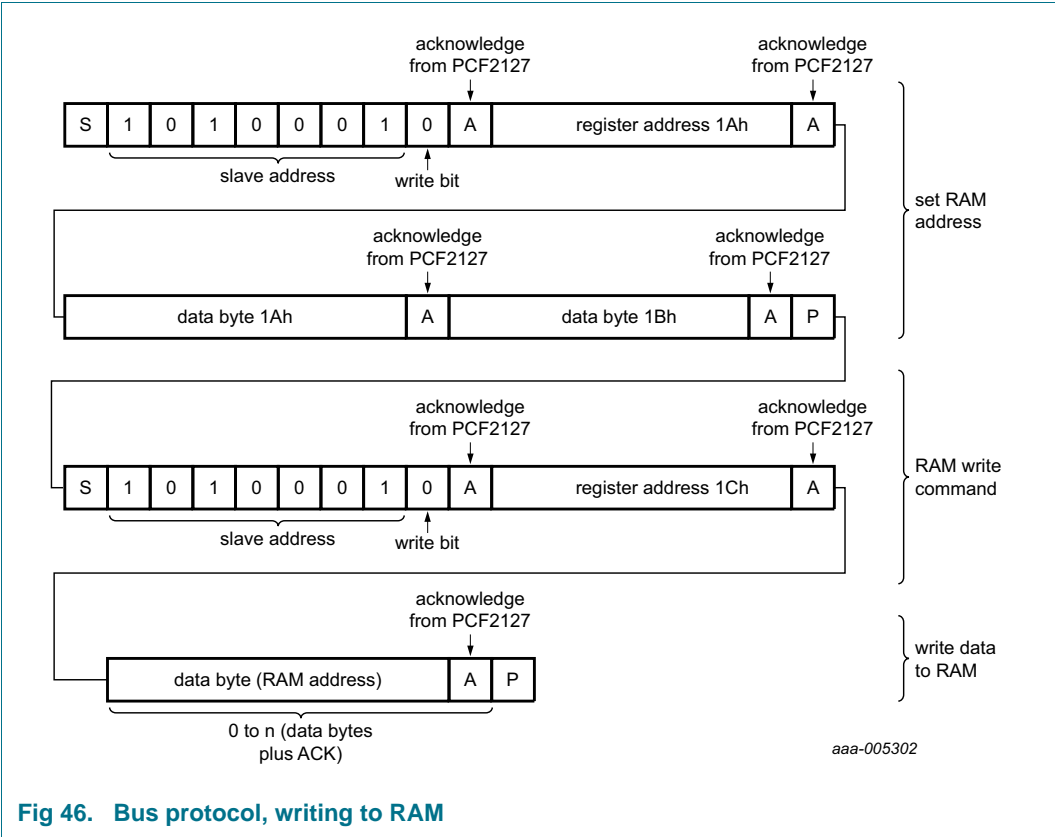 acknowledge
from PCF2127
acknowledge
from PCF2127
S 1 0 1 0 0 0 1 0 A register address 1Ah A
slave address
write bit
set RAM
address
acknowledge
from PCF2127
acknowledge
from PCF2127
data byte 1Ah A data byte 1Bh A P
acknowledge
from PCF2127
acknowledge
from PCF2127
S 1 0 1 0 0 0 1 0 A register address 1Ch A
slave address
write bit
RAM write
command
acknowledge
from PCF2127
data byte (RAM address) A P
write data
to RAM
0 to n (data bytes
plus ACK)
aaa-005302
Fig 46. Bus protocol, writing to RAM